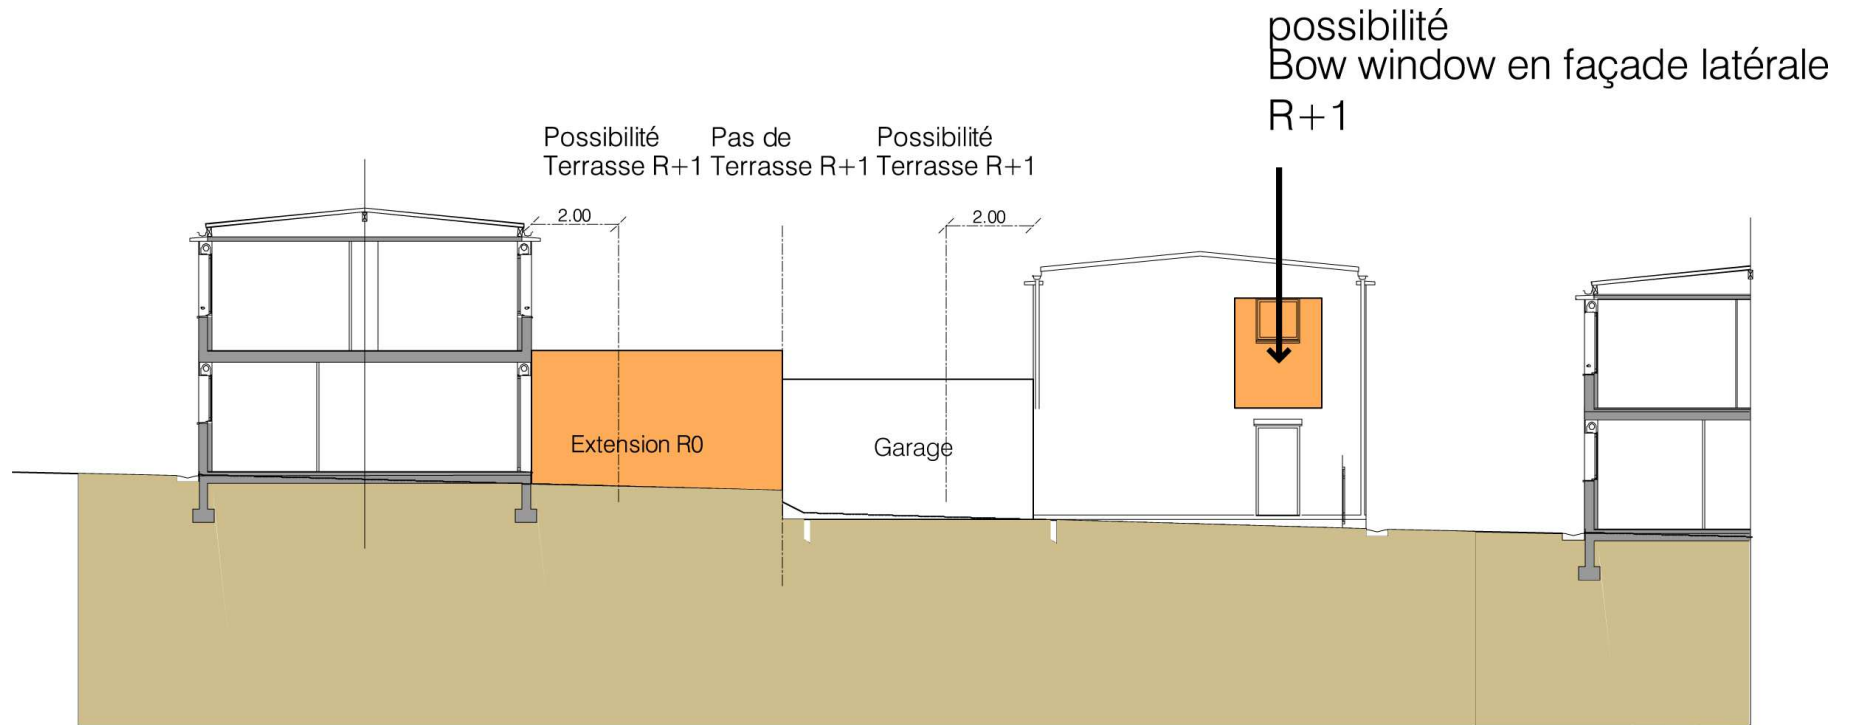 possibilité
Bow window en façade latérale
R+1
Possibilité
Terrasse R+1
Pas de
Terrasse R+1
Possibilité
Terrasse R+1
2.00
2.00
Extension R0
Garage